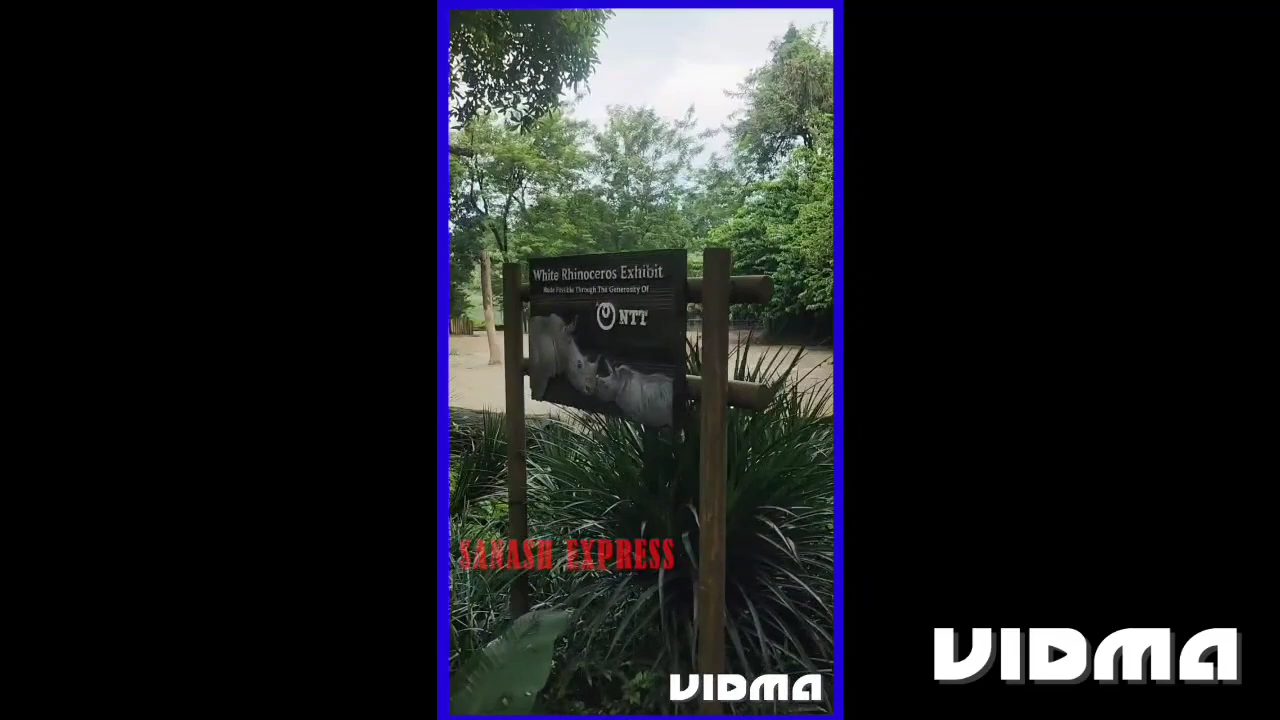 White Rhinoceros Exhibit
Made Possible Through The Generosity Of
NTT
SANASH EXPRESS
VIDMA
VIDMA